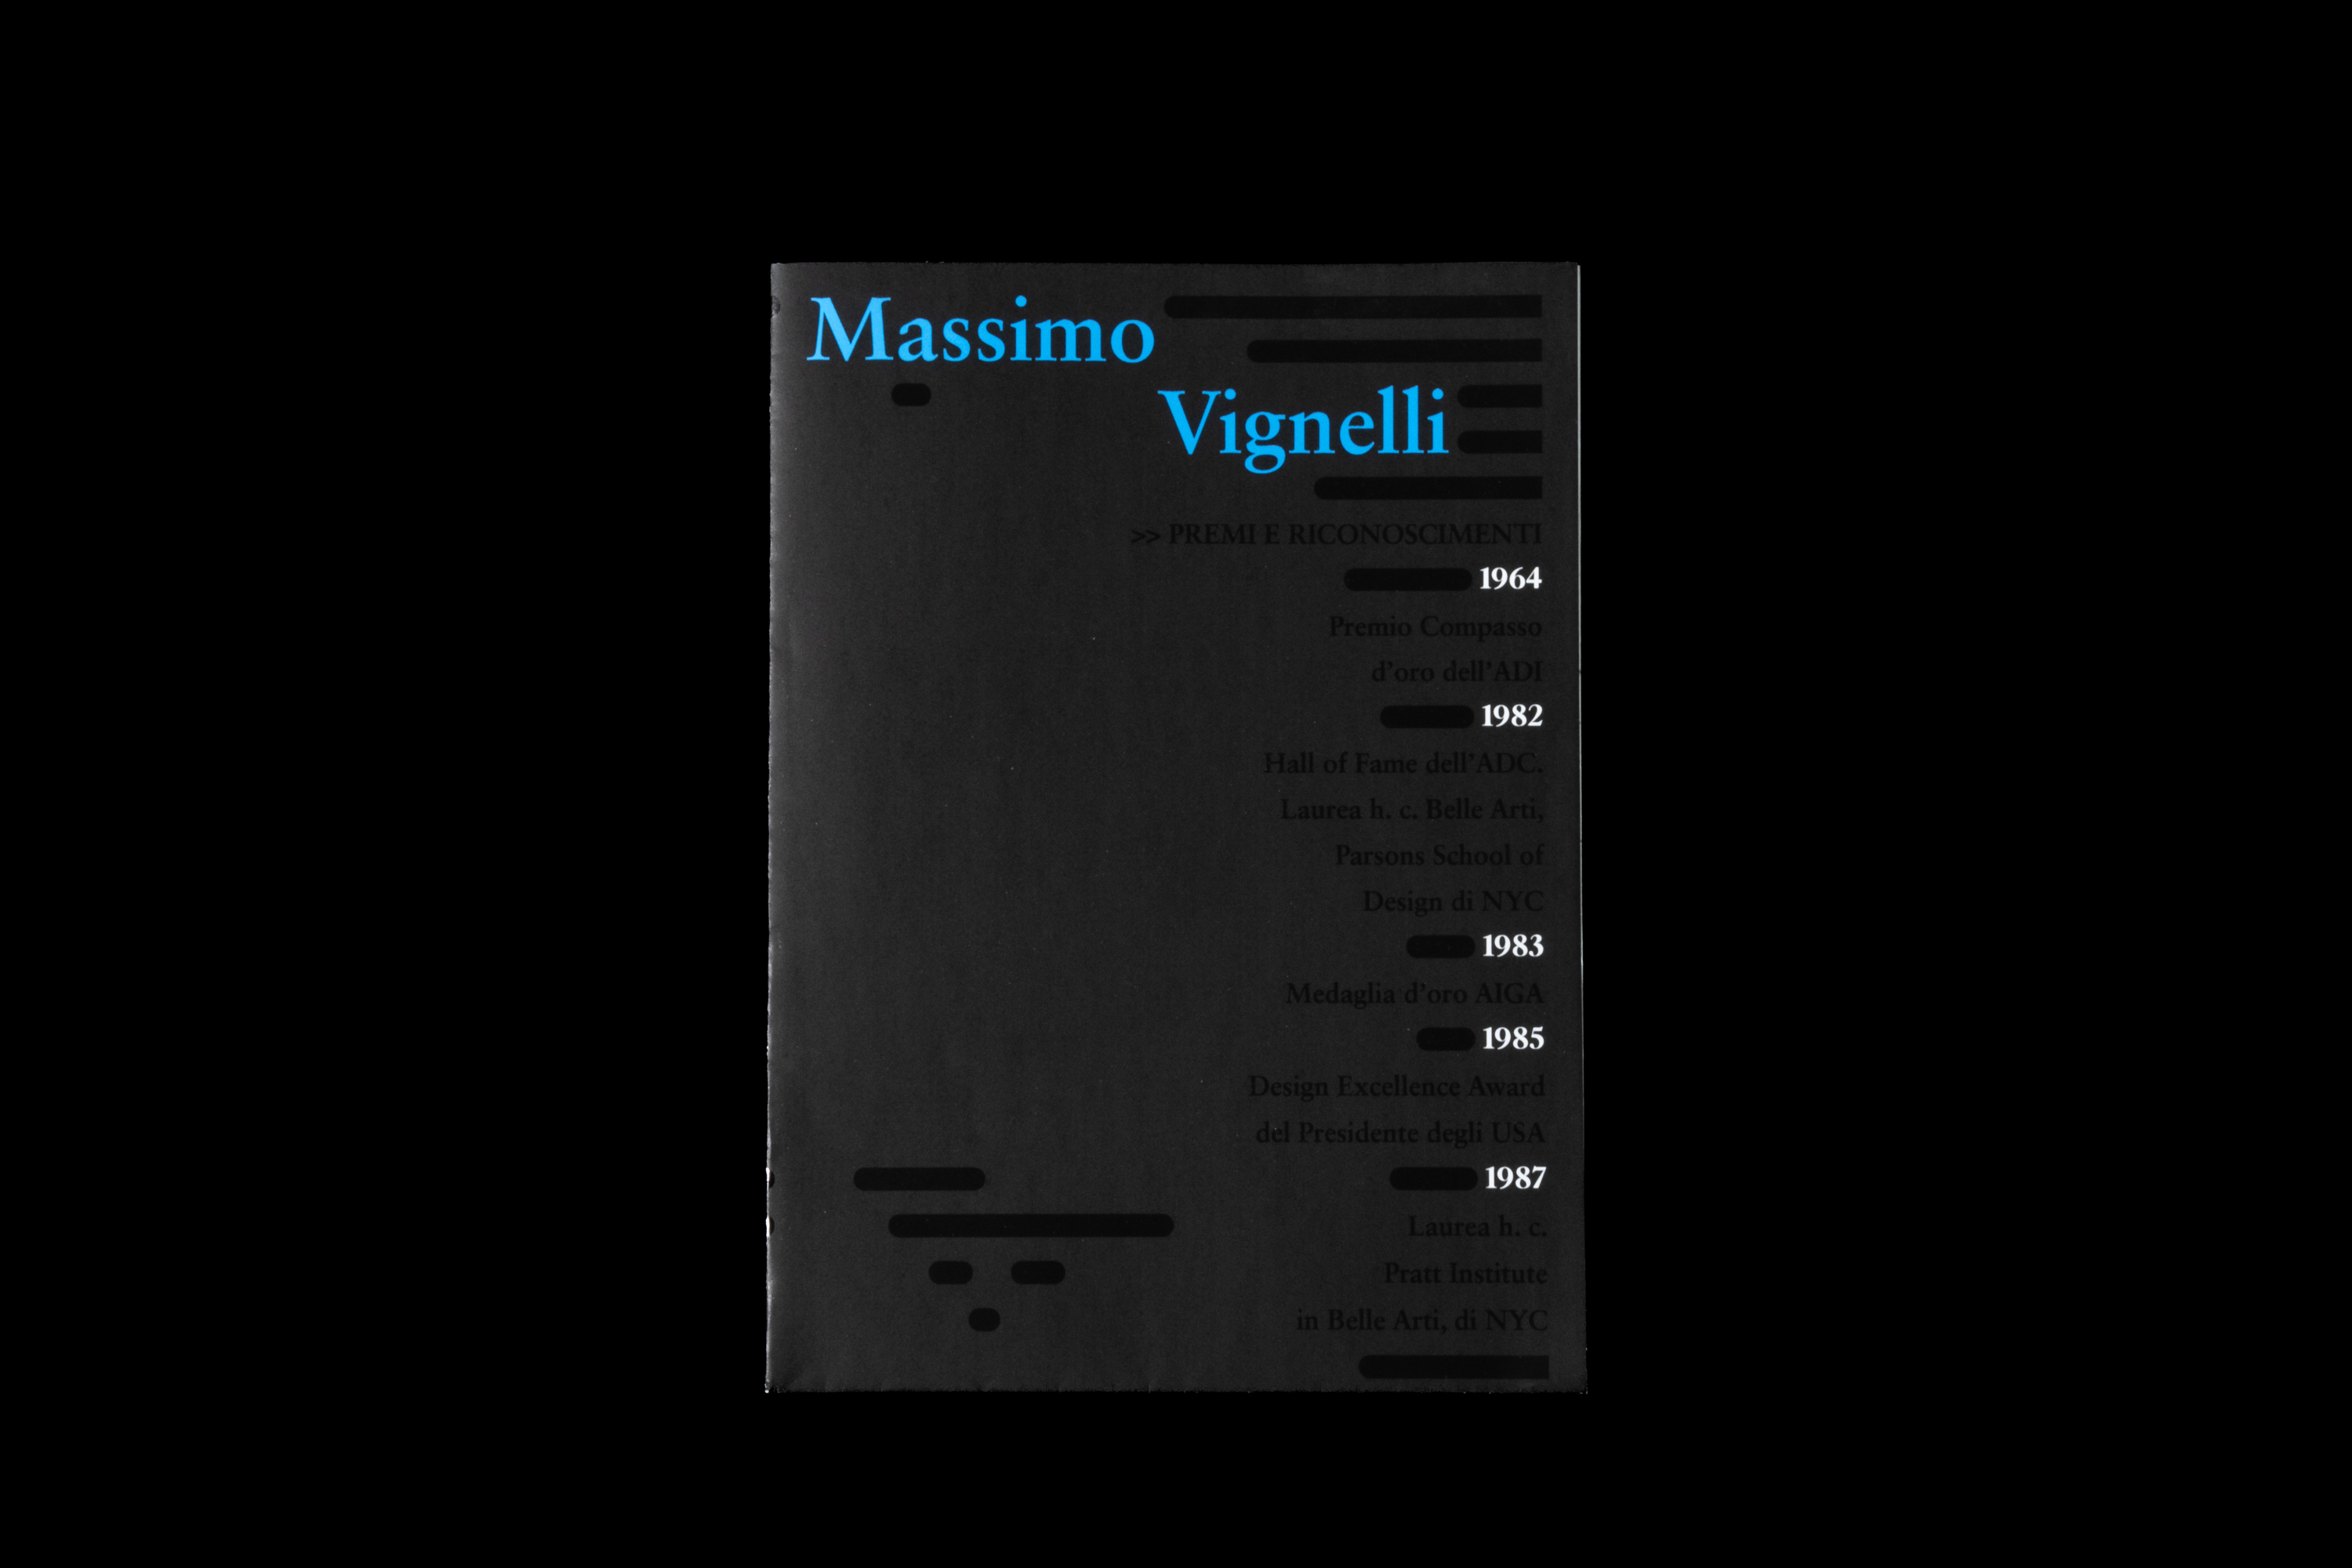 Massimo
Vignelli
>> PREMI E RICONOSCIMENTI
1964
Premio Compasso
d’oro dell’ADI
1982
Hall of Fame dell’ADC.
Laurea h. c. Belle Arti,
Parsons School of
Design di NYC
1983
Medaglia d’oro AIGA
1985
Design Excellence Award
del Presidente degli USA
1987
Laurea h. c.
Pratt Institute
in Belle Arti, di NYC